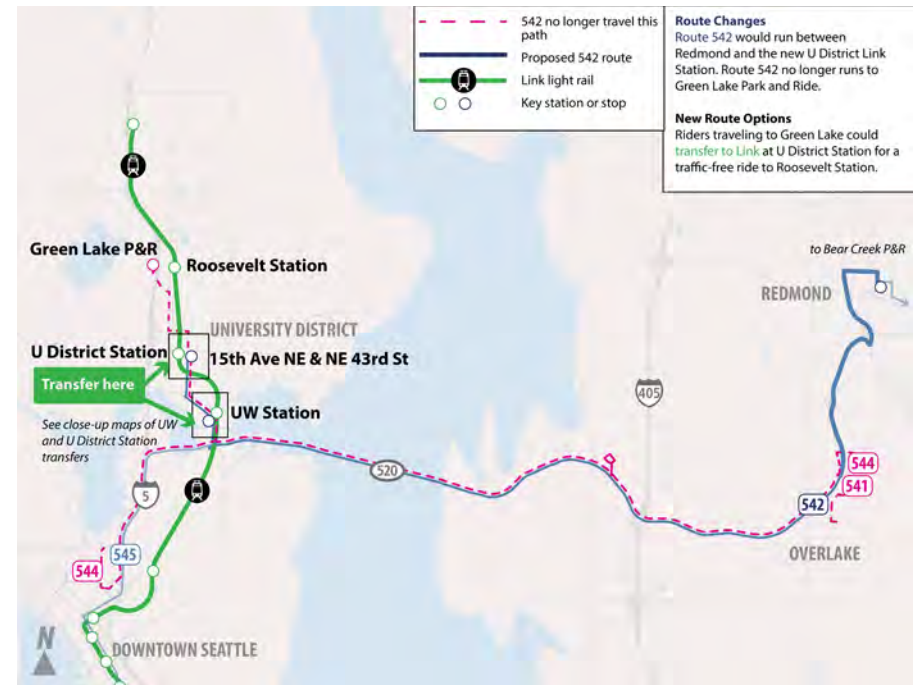 542 no longer travel this
path
Proposed 542 route
Link light rail
Key station or stop
Route Changes
Route 542 would run between
Redmond and the new U District Link
Station. Route 542 no longer runs to
Green Lake Park and Ride.
New Route Options
Riders traveling to Green Lake could
transfer to Link at U District Station for a
traffic-free ride to Roosevelt Station.
Green Lake P&R
Roosevelt Station
to Bear Creek P&R
REDMOND
UNIVERSITY DISTRICT
U District Station
15th Ave NE & NE 43rd St
Transfer here
405
UW Station
See close-up maps of UW
and U District Station
transfers
520
544
541
5
542
545
544
OVERLAKE
N
DOWNTOWN SEATTLE